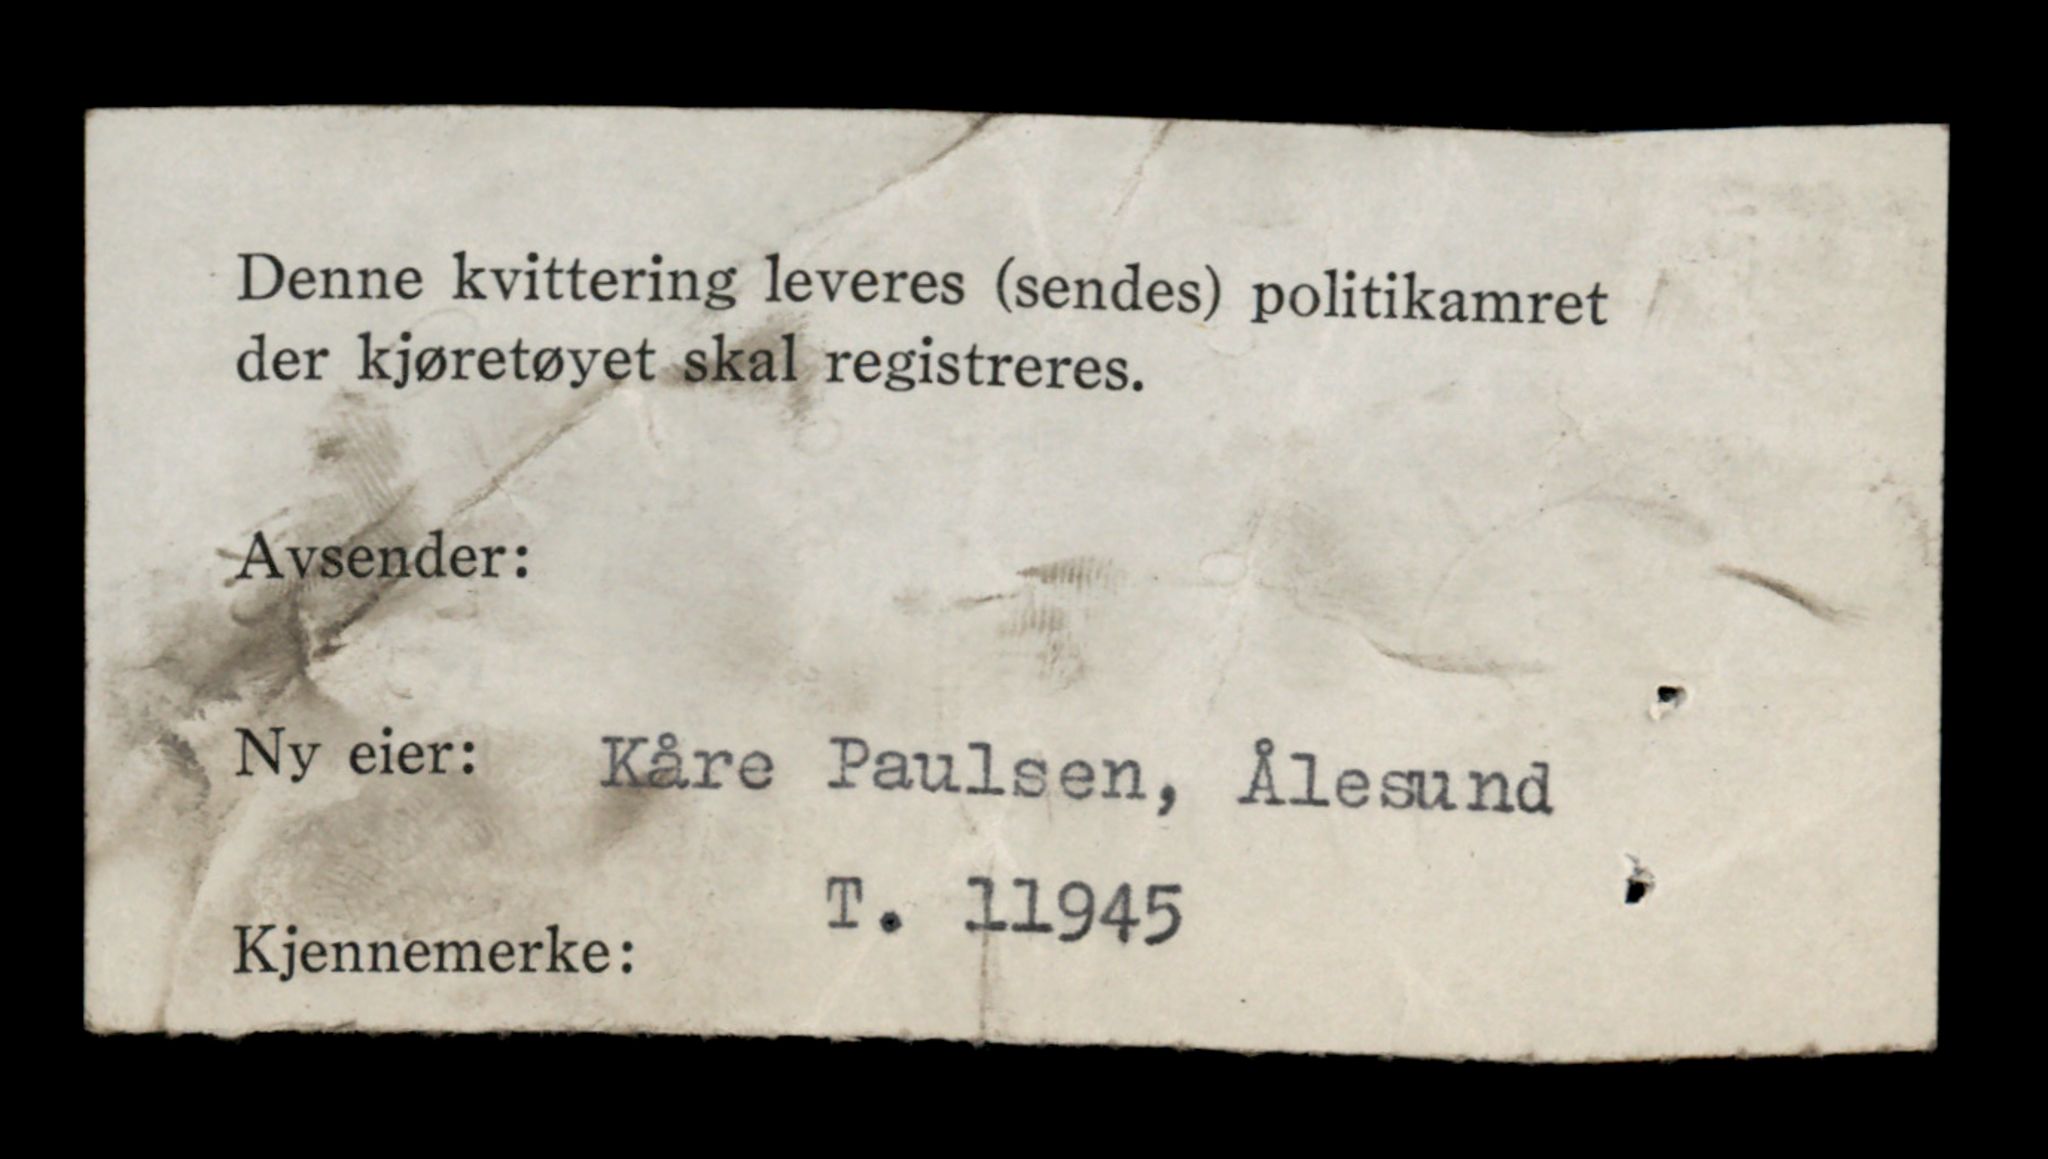 Denne kvittering leveres (sendes) politikamret
der kjøretøyet skal registreres.
Avsender:
Ny eier: Kåre Paulsen, Ålesund
Kjennemerke: T. 11945